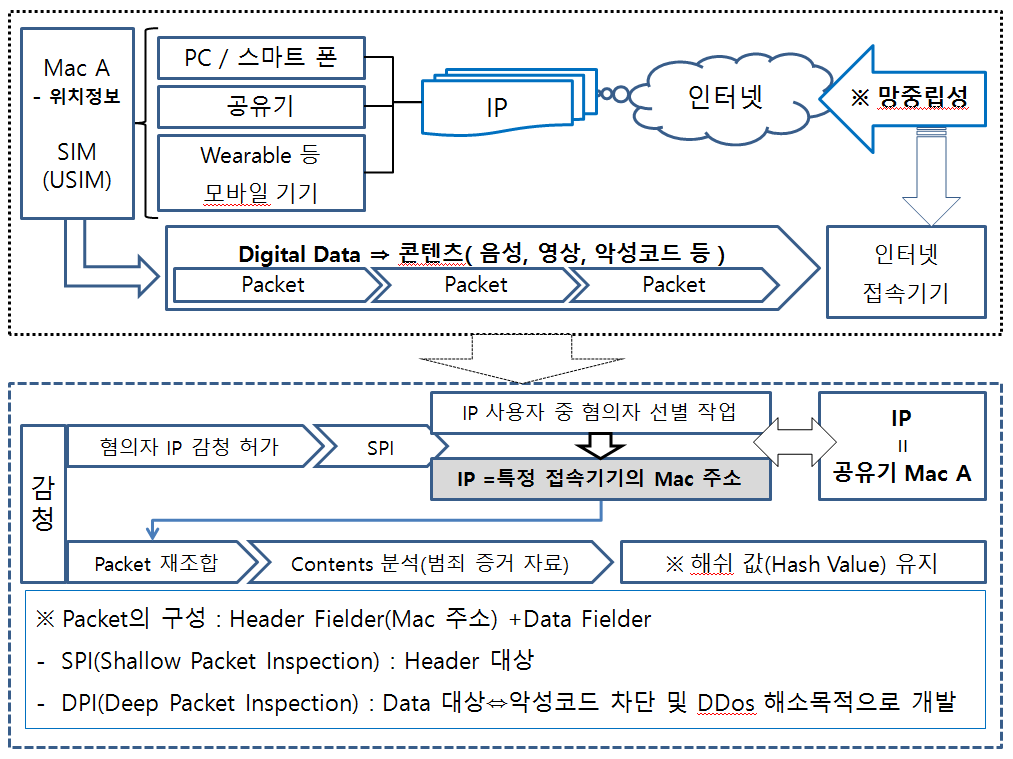 Mac A
- 위치정보
SIM
(USIM)
PC / 스마트 폰
공유기
Wearable 등
모바일 기기
IP
인터넷
※ 망중립성
Digital Data ⇒ 콘텐츠( 음성, 영상, 악성코드 등 )
Packet
Packet
Packet
인터넷
접속기기
감
청
혐의자 IP 감청 허가
SPI
IP 사용자 중 혐의자 선별 작업
IP =특정 접속기기의 Mac 주소
IP
=
공유기 Mac A
Packet 재조합
Contents 분석(범죄 증거 자료)
※ 해쉬 값(Hash Value) 유지
※ Packet의 구성 : Header Fielder(Mac 주소) +Data Fielder
- SPI(Shallow Packet Inspection) : Header 대상
- DPI(Deep Packet Inspection) : Data 대상⇔악성코드 차단 및 DDos 해소목적으로 개발